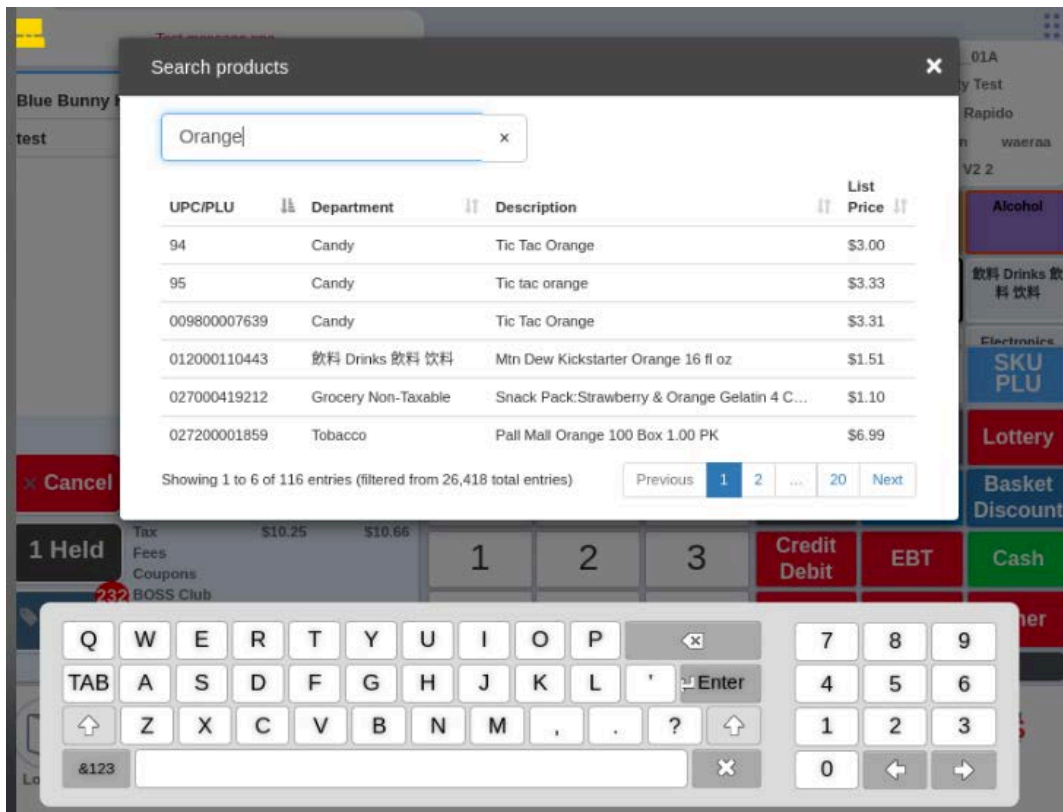 Search products
×
01A
y Test
Rapido
waeraa
V2 2
Blue Bunny
test
Orange
×
UPC/PLU Department Description List Price
94 Candy Tic Tac Orange $3.00
95 Candy Tic tac orange $3.33
009800007639 Candy Tic Tac Orange $3.31
012000110443 飲料 Drinks 飲料 饮料 Mtn Dew Kickstarter Orange 16 fl oz $1.51
027000419212 Grocery Non-Taxable Snack Pack:Strawberry & Orange Gelatin 4 C...  $1.10
027200001859 Tobacco Pall Mall Orange 100 Box 1.00 PK $6.99
Showing 1 to 6 of 116 entries (filtered from 26,418 total entries) Previous 1 2 ... 20 Next
Alcohol
飲料 Drinks 飲
料 饮料
Electronics
SKU
PLU
Lottery
Basket
Discount
× Cancel
1 Held
Tax $10.25 $10.66
Fees
Coupons
BOSS Club
232
1 2 3
Credit
Debit
EBT
Cash
Q W E R T Y U I O P 7 8 9
TAB A S D F G H J K L ' Enter 4 5 6
Z X C V B N M , . ? 1 2 3
&123 0
Lo